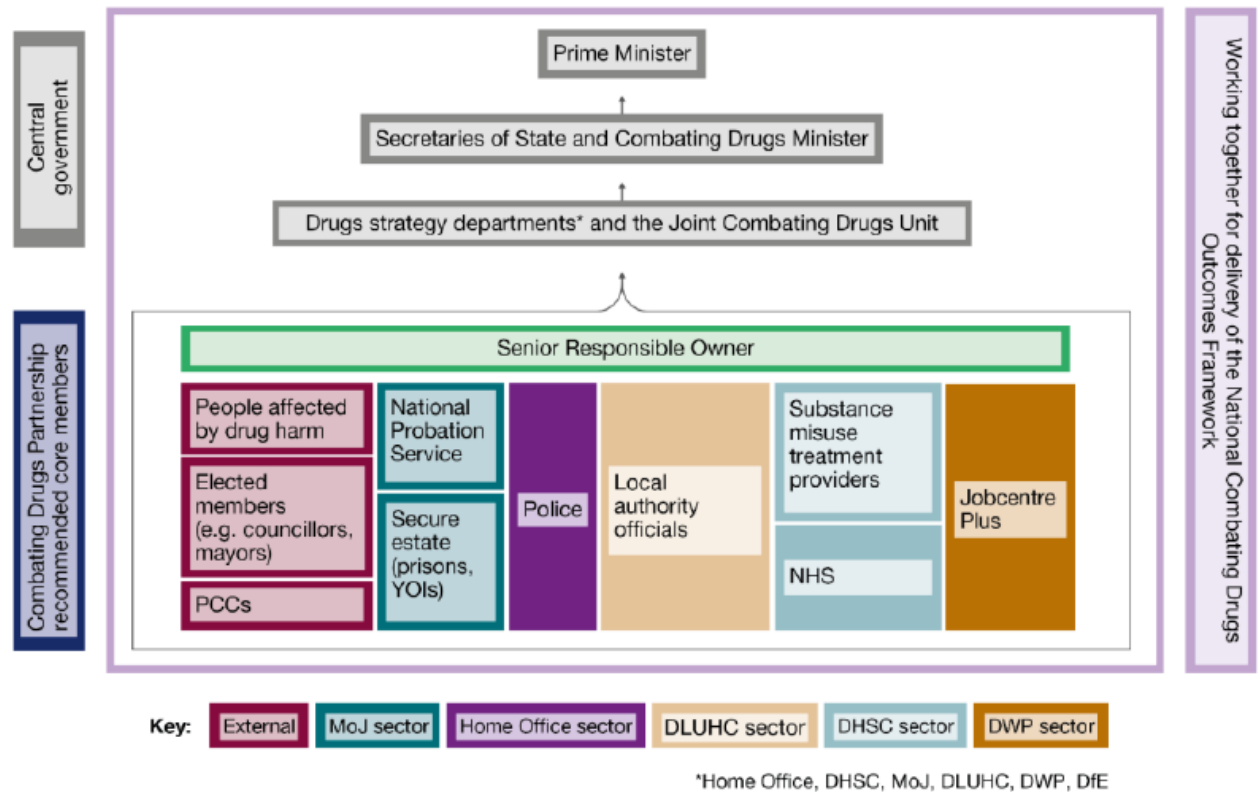 Central
government
Prime Minister
Secretaries of State and Combating Drugs Minister
Drugs strategy departments* and the Joint Combating Drugs Unit
Working together for delivery of the National Combating Drugs
Outcomes Framework
Combating Drugs Partnership
recommended core members
Senior Responsible Owner
People affected
by drug harm
Elected
members
(e.g. councillors,
mayors)
PCCs
National
Probation
Service
Secure
estate
(prisons,
YOIs)
Police
Local
authority
officials
Substance
misuse
treatment
providers
NHS
Jobcentre
Plus
Key:
External
MoJ sector
Home Office sector
DLUHC sector
DHSC sector
DWP sector
*Home Office, DHSC, MoJ, DLUHC, DWP, DfE